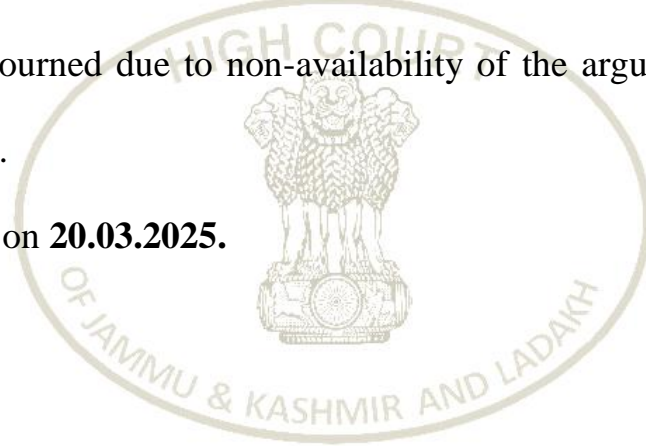 HIGH COURT
ourned due to non-availability of the argu
.
on 20.03.2025.
OF JAMMU & KASHMIR AND LADAKH